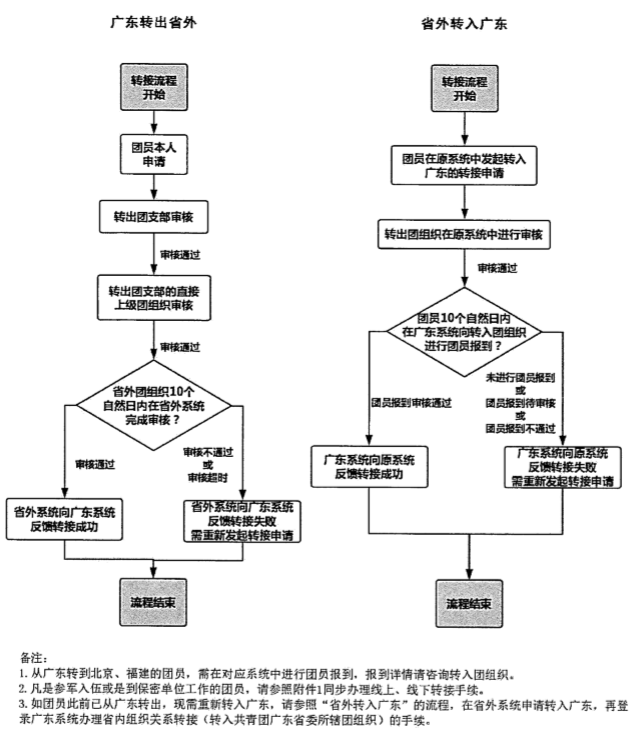 广东转出省外
转接流程
开始
团员本人
申请
转出团支部审核
审核通过
转出团支部的直接
上级团组织审核
审核通过
省外团组织10个
自然日内在省外系统
完成审核？
审核通过
审核不通过
或
审核超时
省外系统向广东系统
反馈转接成功
省外系统向广东系统
反馈转接失败
需重新发起转接申请
流程结束
省外转入广东
转接流程
开始
团员在原系统中发起转入
广东的转接申请
转出团组织在原系统中进行审核
审核通过
团员10个自然日内
在广东系统向转入团组织
进行团员报到？
团员报到审核通过
未进行团员报到
或
团员报到待审核
或
团员报到不通过
广东系统向原系统
反馈转接成功
广东系统向原系统
反馈转接失败
需重新发起转接申请
流程结束
备注：
1. 从广东转到北京、福建的团员，需在对应系统中进行团员报到，报到详情请咨询转入团组织。
2. 凡是参军入伍或是到保密单位工作的团员，请参照附件1同步办理线上、线下转接手续。
3. 如团员此前已从广东转出，现需重新转入广东，请参照“省外转入广东”的流程，在省外系统申请转入广东，再登
录广东系统办理省内组织关系转接（转入共青团广东省委所辖团组织）的手续。